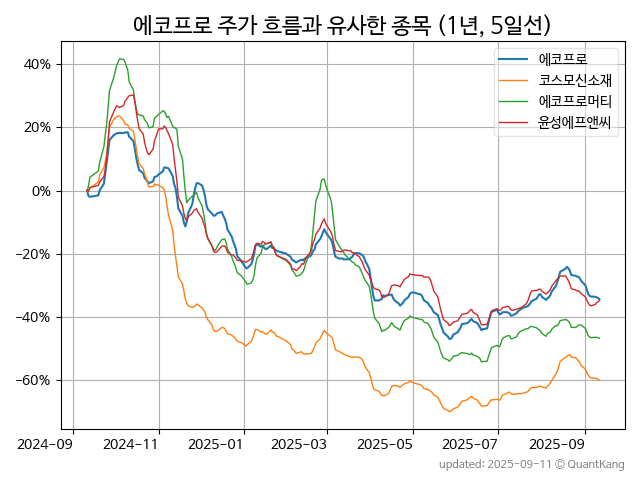 에코프로 주가 흐름과 유사한 종목 (1년, 5일선)
에코프로
코스모신소재
에코프로머티
윤성에프앤씨
40%
20%
0%
−20%
−40%
−60%
2024-09
2024-11
2025-01
2025-03
2025-05
2025-07
2025-09
updated: 2025-09-11 © QuantKang